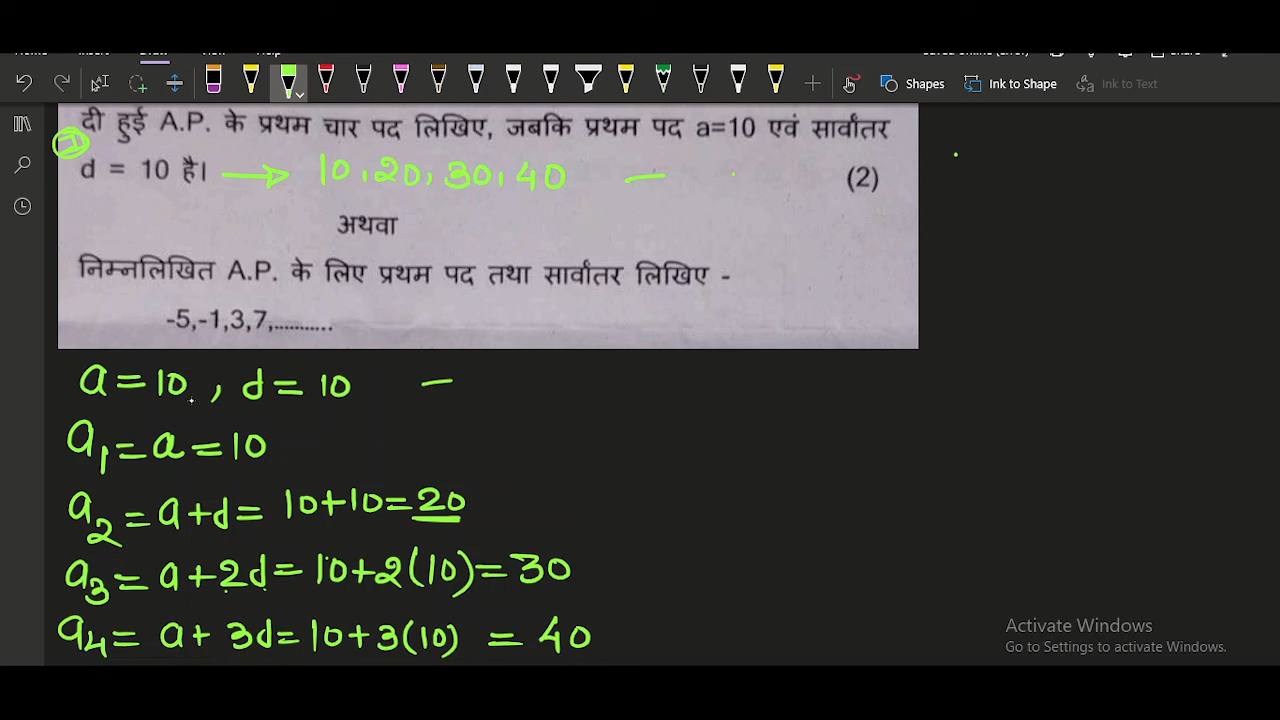 Shapes Ink to Shape Ink to Text
दी हुई A.P. के प्रथम चार पद लिखिए, जबकि प्रथम पद a=10 एवं सार्वांतर
d = 10 है। → 10, 20, 30, 40 — (2)
अथवा
निम्नलिखित A.P. के लिए प्रथम पद तथा सार्वांतर लिखिए -
-5,-1,3,7,...........
a = 10 , d = 10 —
a1 = a = 10
a2 = a + d = 10+10 = 20
a3 = a + 2d = 10+2(10) = 30
a4 = a + 3d = 10+3(10) = 40
Activate Windows
Go to Settings to activate Windows.